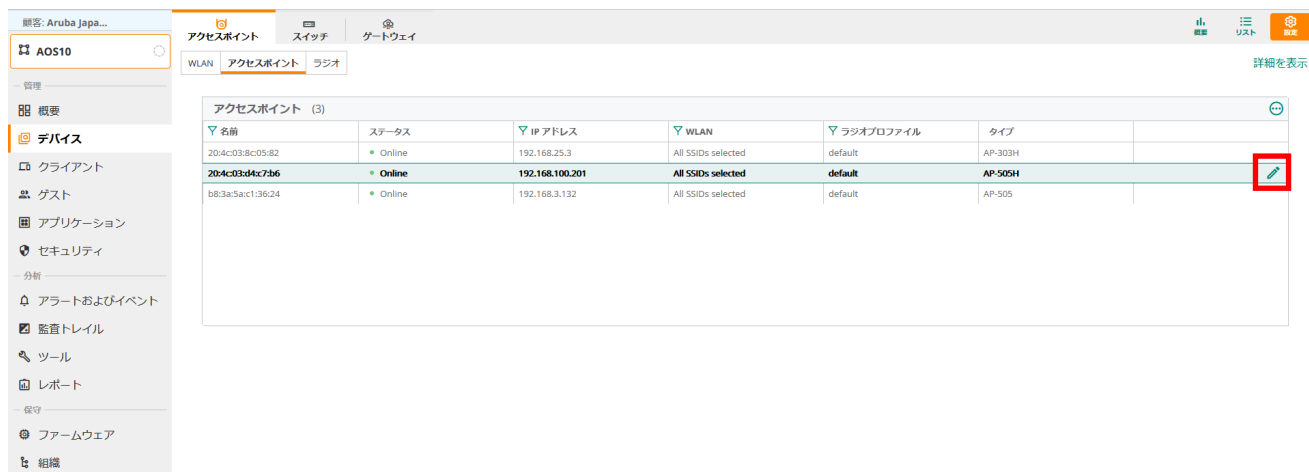 顧客: Aruba Japa...
AOS10
管理
概要
デバイス
クライアント
ゲスト
アプリケーション
セキュリティ
分析
アラートおよびイベント
監査トレイル
ツール
レポート
保守
ファームウェア
組織
アクセスポイント スイッチ ゲートウェイ
概要 リスト 設定
WLAN アクセスポイント ラジオ
詳細を表示
アクセスポイント (3)
名前 ステータス IP アドレス WLAN ラジオプロファイル タイプ
20:4c:03:8c:05:82 Online 192.168.25.3 All SSIDs selected default AP-303H
20:4c:03:d4:c7:b6 Online 192.168.100.201 All SSIDs selected default AP-505H
b8:3a:5a:c1:36:24 Online 192.168.3.132 All SSIDs selected default AP-505